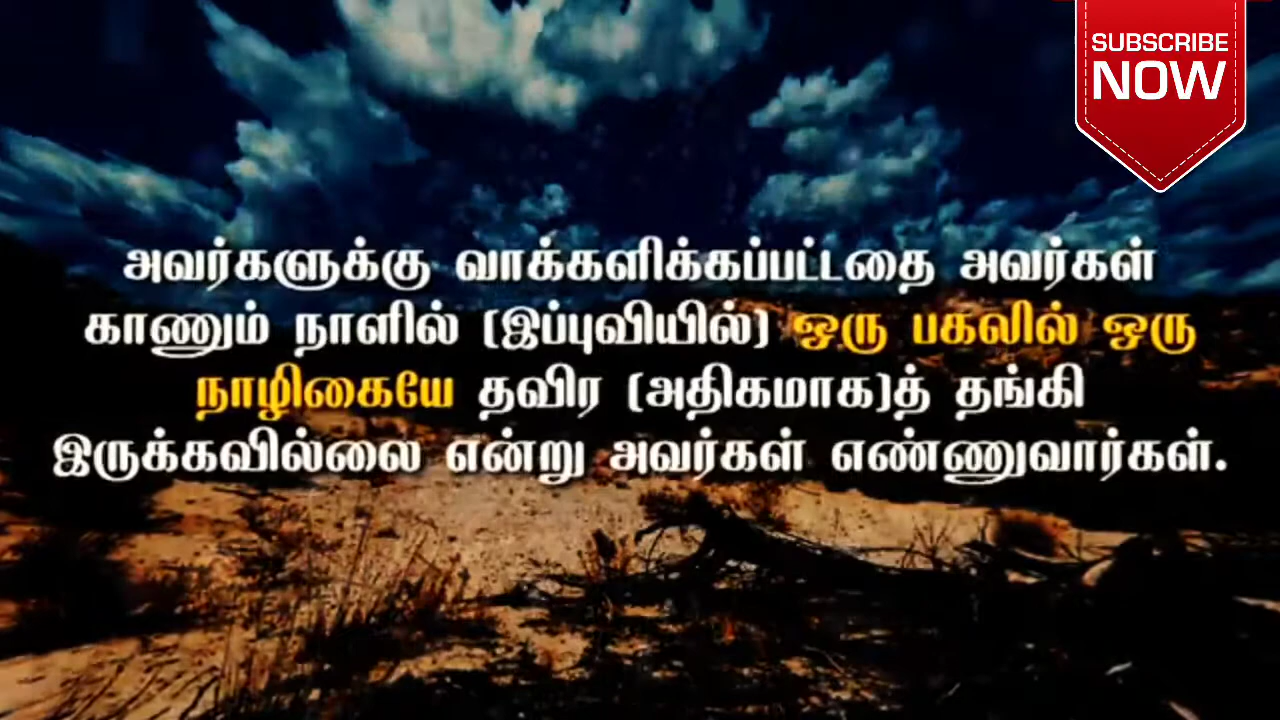 SUBSCRIBE
NOW
அவர்களுக்கு வாக்களிக்கப்பட்டதை அவர்கள்
காணும் நாளில் (இப்புவியில்) ஒரு பகலில் ஒரு
நாழிகையே தவிர (அதிகமாக)த் தங்கி
இருக்கவில்லை என்று அவர்கள் எண்ணுவார்கள்.